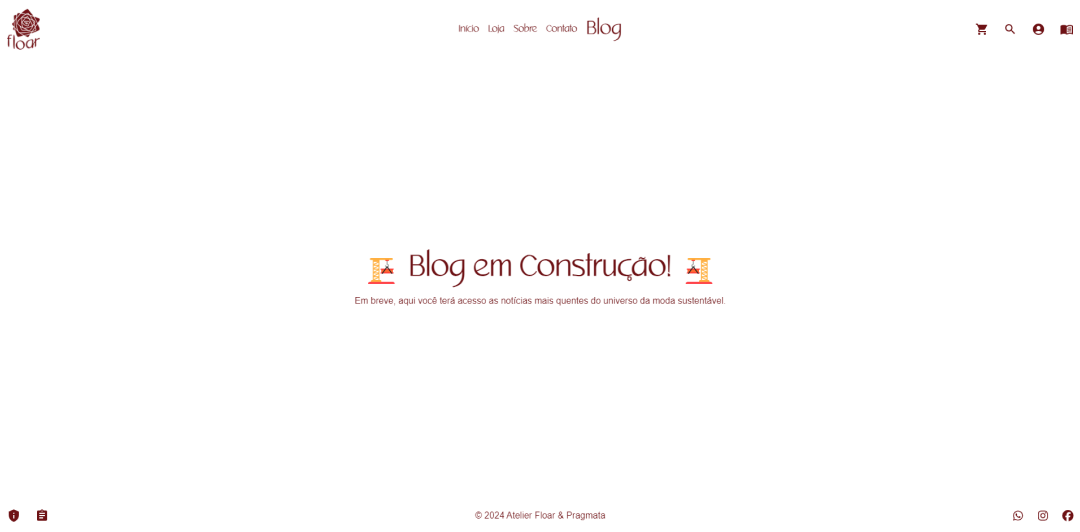 floar
Início Loja Sobre Contato Blog
Blog em Construção!
Em breve, aqui você terá acesso as notícias mais quentes do universo da moda sustentável.
© 2024 Atelier Floar & Pragmata